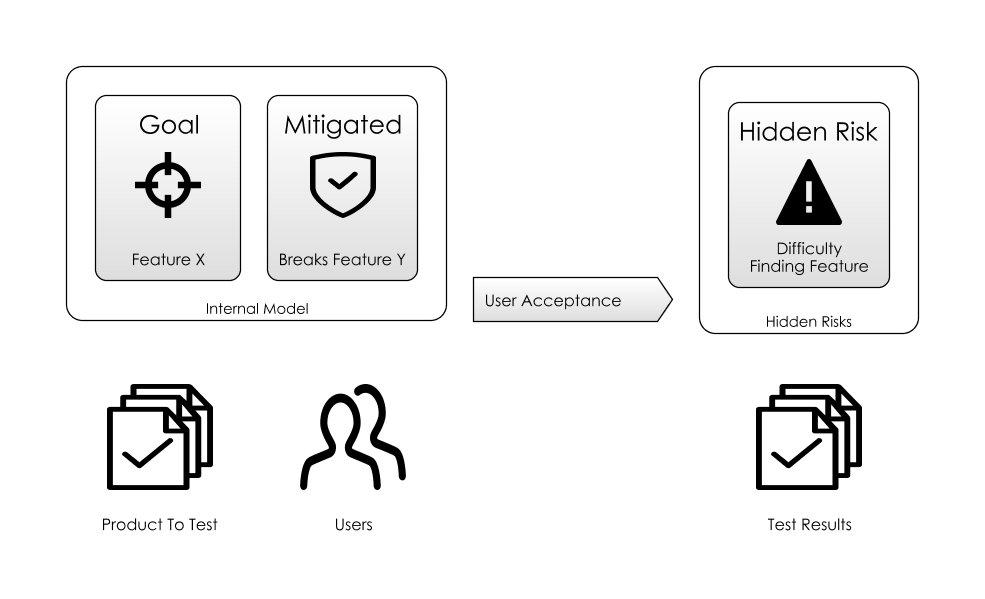 Goal
Feature X
Mitigated
Breaks Feature Y
Internal Model
User Acceptance
Hidden Risk
Difficulty
Finding Feature
Hidden Risks
Product To Test
Users
Test Results